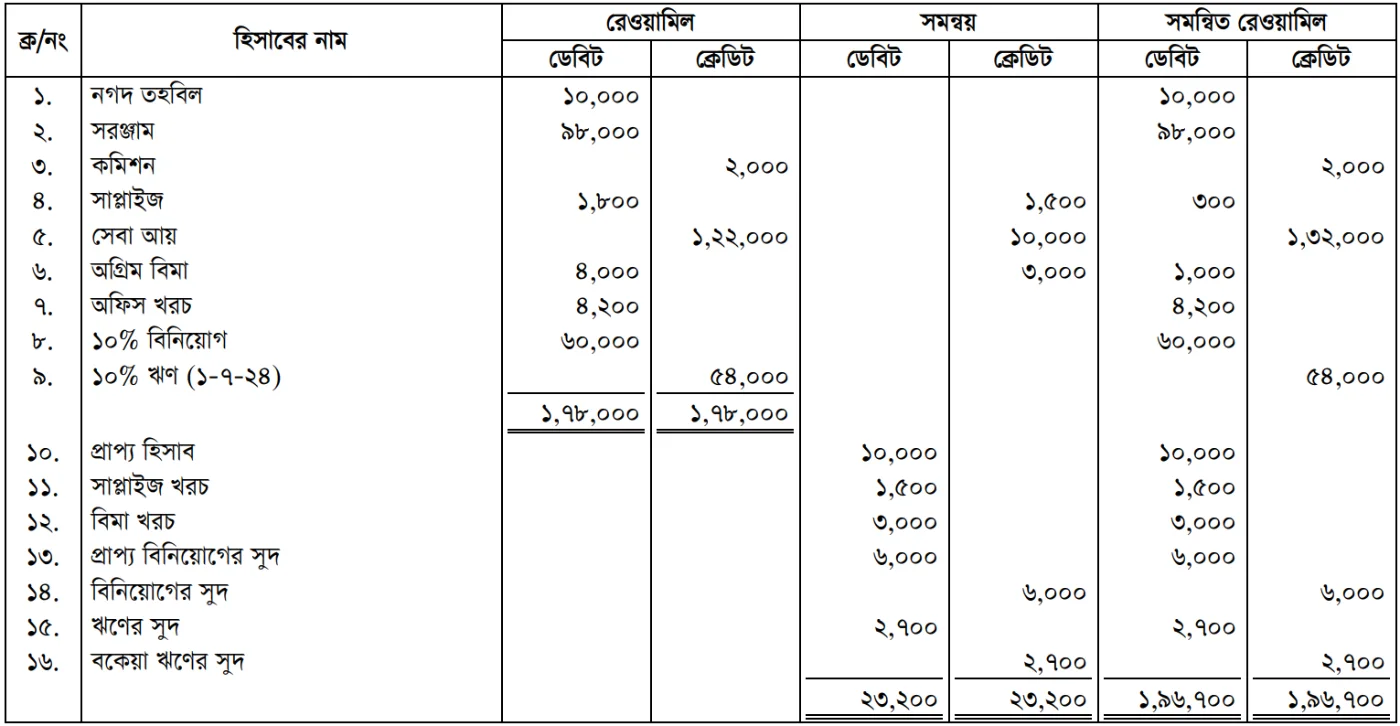 ক্র/নং হিসাবের নাম রেওয়ামিল সমন্বয় সমন্বিত রেওয়ামিল
ডেবিট ক্রেডিট ডেবিট ক্রেডিট ডেবিট ক্রেডিট
১. নগদ তহবিল ১০,০০০ ১০,০০০
২. সরঞ্জাম ৯৮,০০০ ৯৮,০০০
৩. কমিশন ২,০০০ ২,০০০
৪. সাপ্লাইজ ১,৮০০ ১,৫০০ ৩০০
৫. সেবা আয় ১,২২,০০০ ১০,০০০ ১,৩২,০০০
৬. অগ্রিম বিমা ৪,০০০ ৩,০০০ ১,০০০
৭. অফিস খরচ ৪,২০০ ৪,২০০
৮. ১০% বিনিয়োগ ৬০,০০০ ৬০,০০০
৯. ১০% ঋণ (১-৭-২৪) ৫৪,০০০ ৫৪,০০০
১,৭৮,০০০ ১,৭৮,০০০
১০. প্রাপ্য হিসাব ১০,০০০ ১০,০০০
১১. সাপ্লাইজ খরচ ১,৫০০ ১,৫০০
১২. বিমা খরচ ৩,০০০ ৩,০০০
১৩. প্রাপ্য বিনিয়োগের সুদ ৬,০০০ ৬,০০০
১৪. বিনিয়োগের সুদ ৬,০০০ ৬,০০০
১৫. ঋণের সুদ ২,৭০০ ২,৭০০
১৬. বকেয়া ঋণের সুদ ২,৭০০ ২,৭০০
২৩,২০০ ২৩,২০০ ১,৯৬,৭০০ ১,৯৬,৭০০